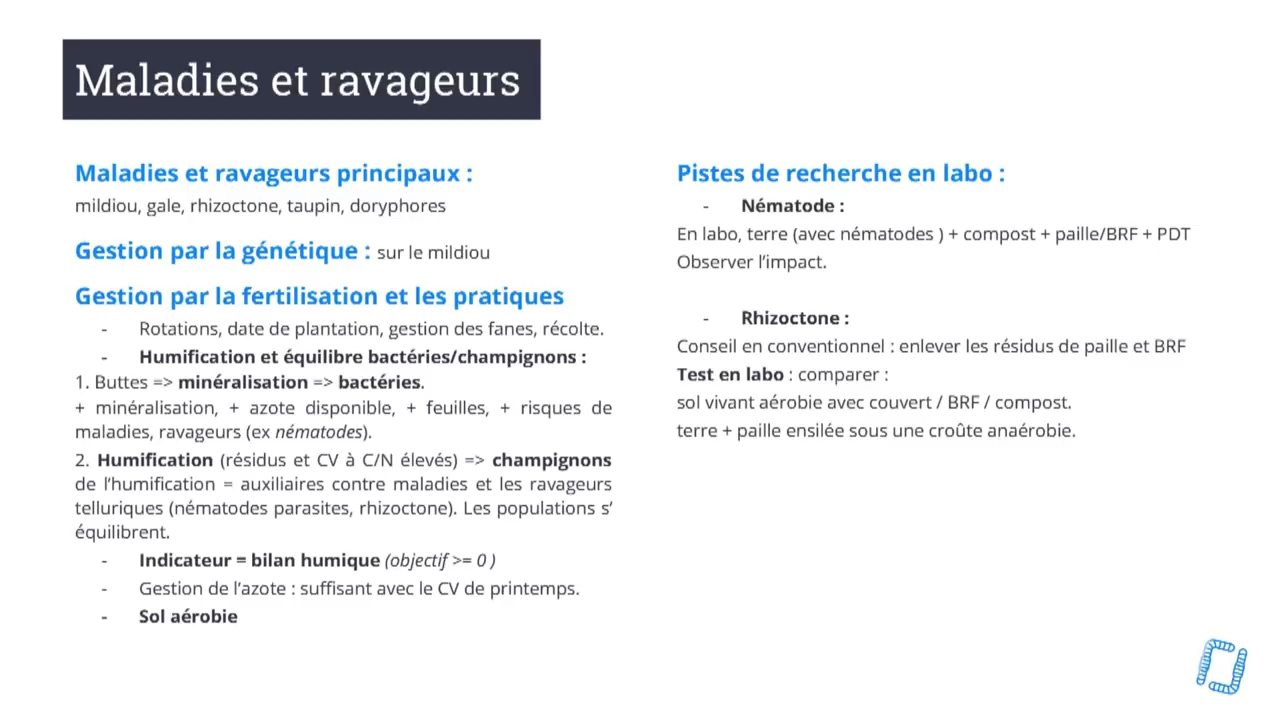 Maladies et ravageurs
Maladies et ravageurs principaux :
mildiou, gale, rhizoctone, taupin, doryphores
Gestion par la génétique : sur le mildiou
Gestion par la fertilisation et les pratiques
- Rotations, date de plantation, gestion des fanes, récolte.
- Humification et équilibre bactéries/champignons :
1. Buttes => minéralisation => bactéries.
+ minéralisation, + azote disponible, + feuilles, + risques de
maladies, ravageurs (ex nématodes).
2. Humification (résidus et CV à C/N élevés) => champignons
de l’humification = auxiliaires contre maladies et les ravageurs
telluriques (nématodes parasites, rhizoctone). Les populations s’
équilibrent.
- Indicateur = bilan humique (objectif >= 0 )
- Gestion de l’azote : suffisant avec le CV de printemps.
- Sol aérobie
Pistes de recherche en labo :
- Nématode :
En labo, terre (avec nématodes ) + compost + paille/BRF + PDT
Observer l’impact.
- Rhizoctone :
Conseil en conventionnel : enlever les résidus de paille et BRF
Test en labo : comparer :
sol vivant aérobie avec couvert / BRF / compost.
terre + paille ensilée sous une croûte anaérobie.